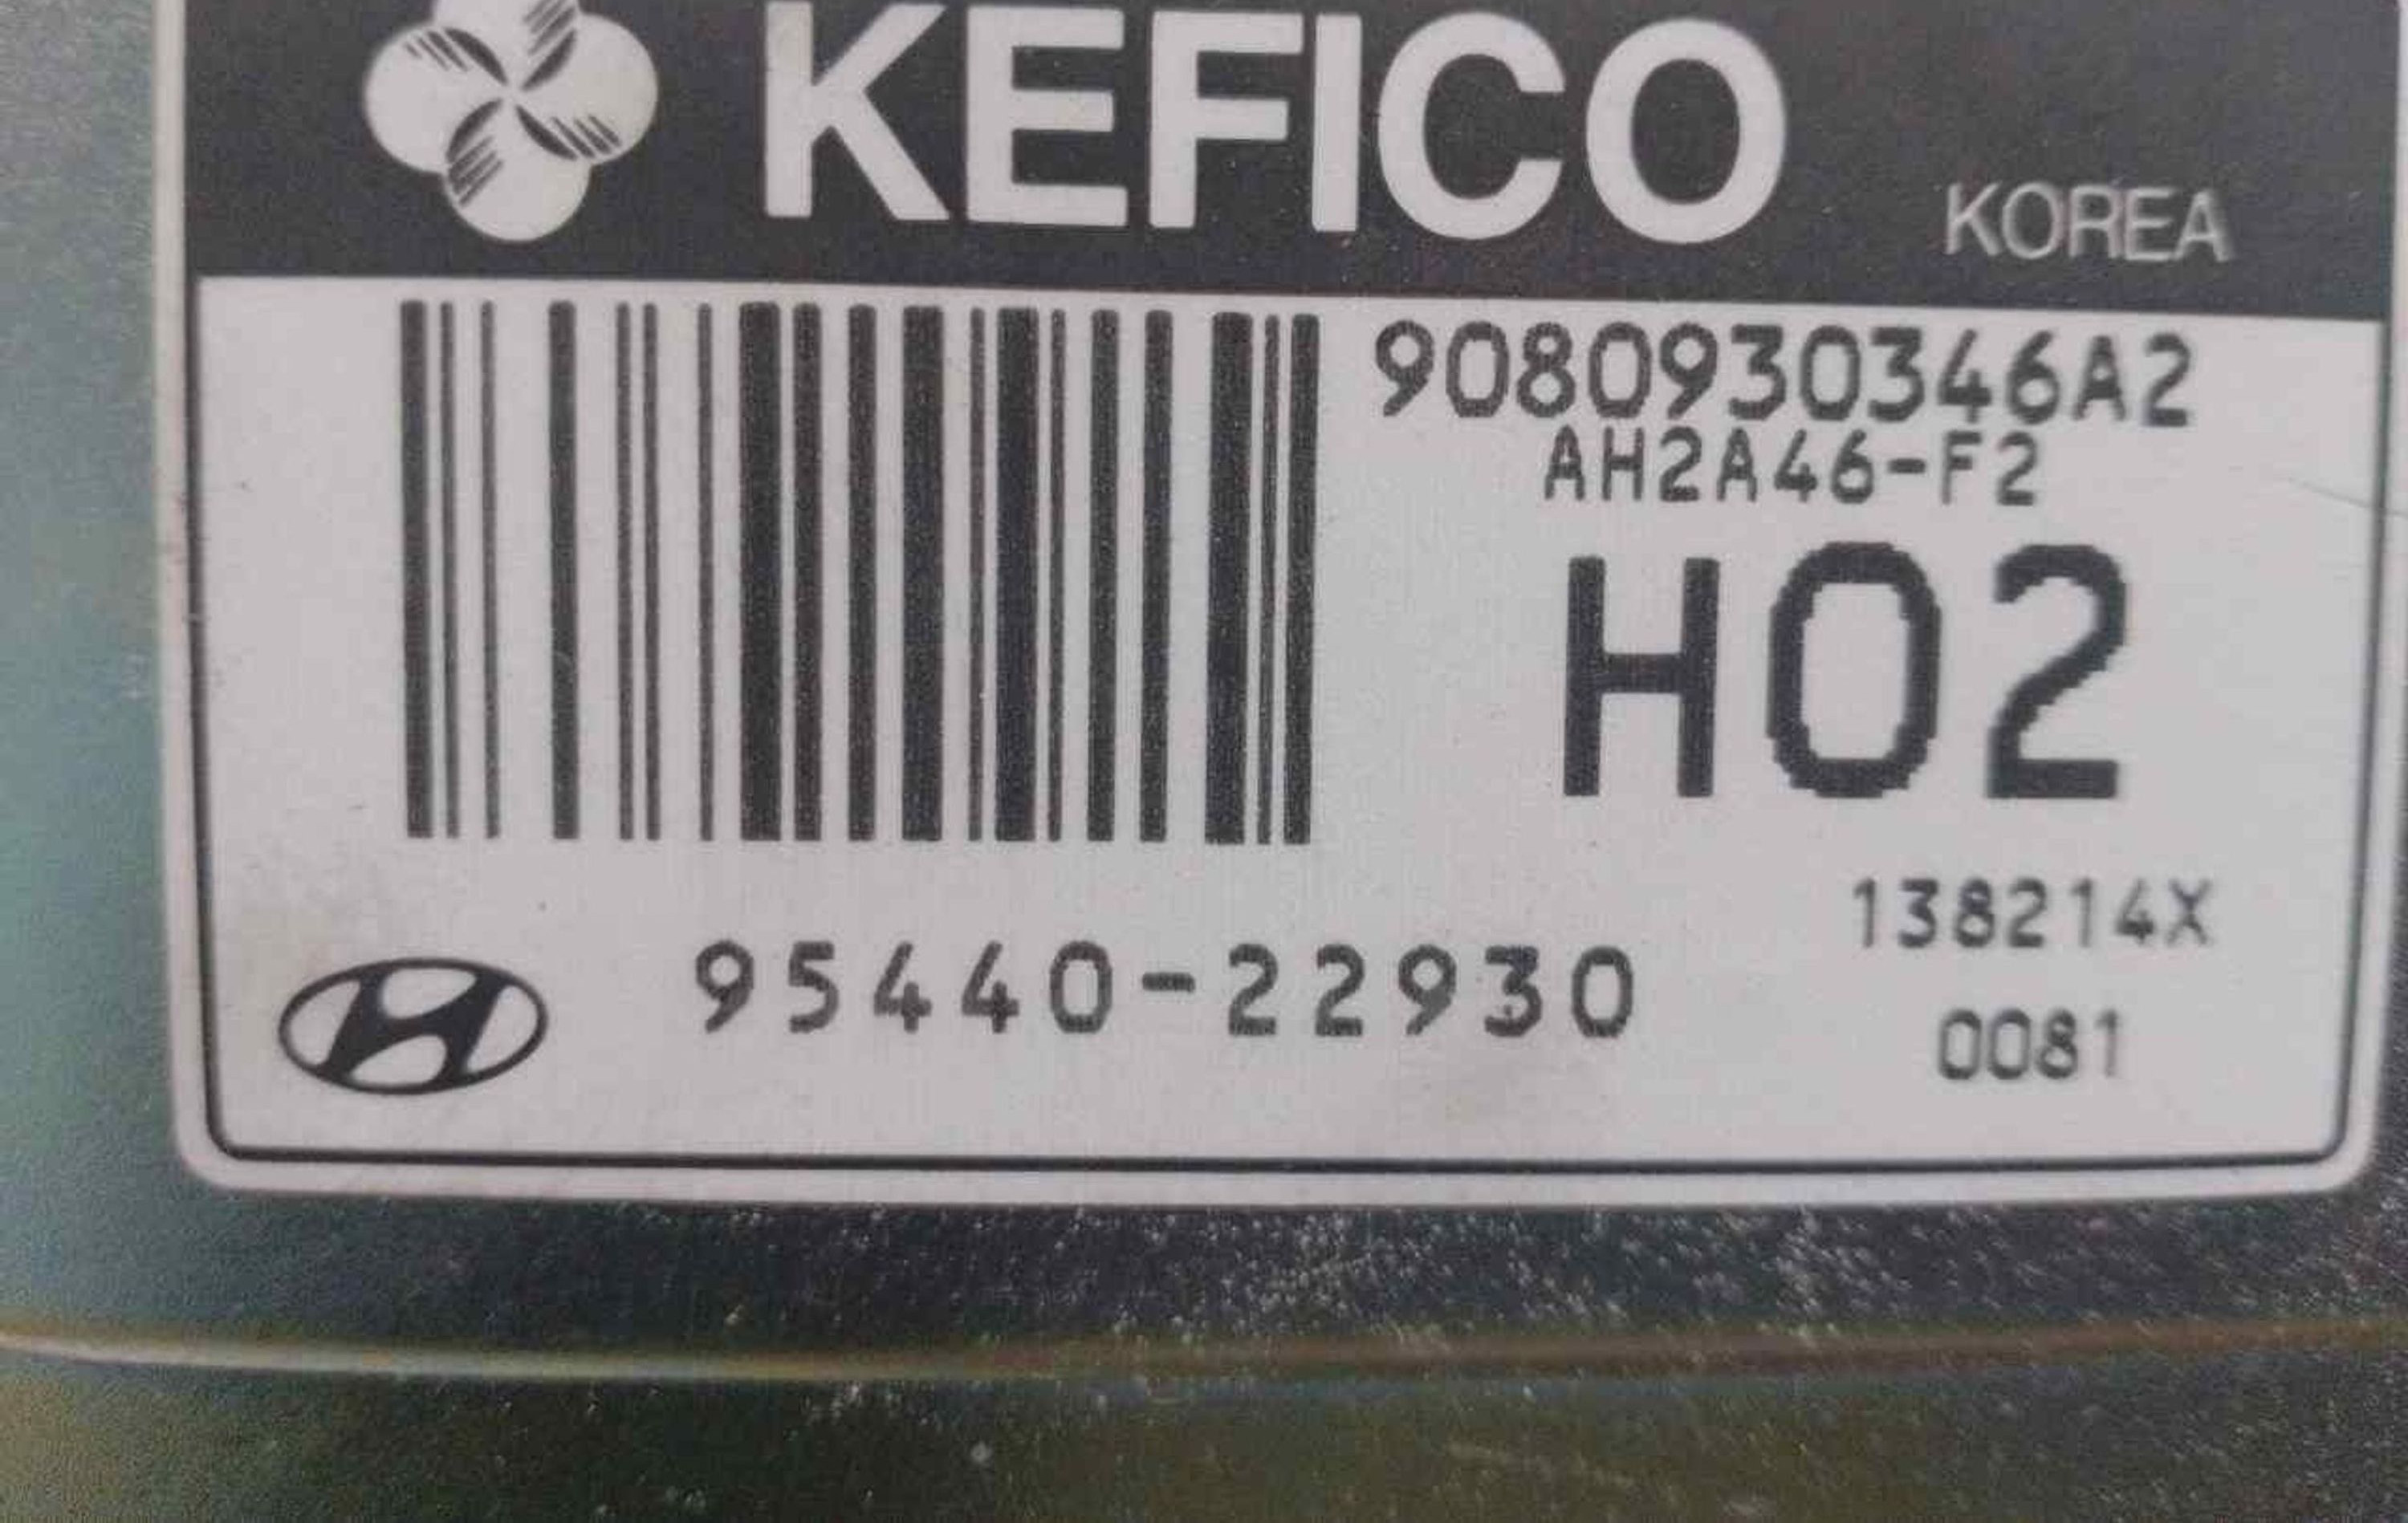 KEFICO KOREA
9080930346A2
AH2A46-F2
H02
138214X
95440-22930
0081